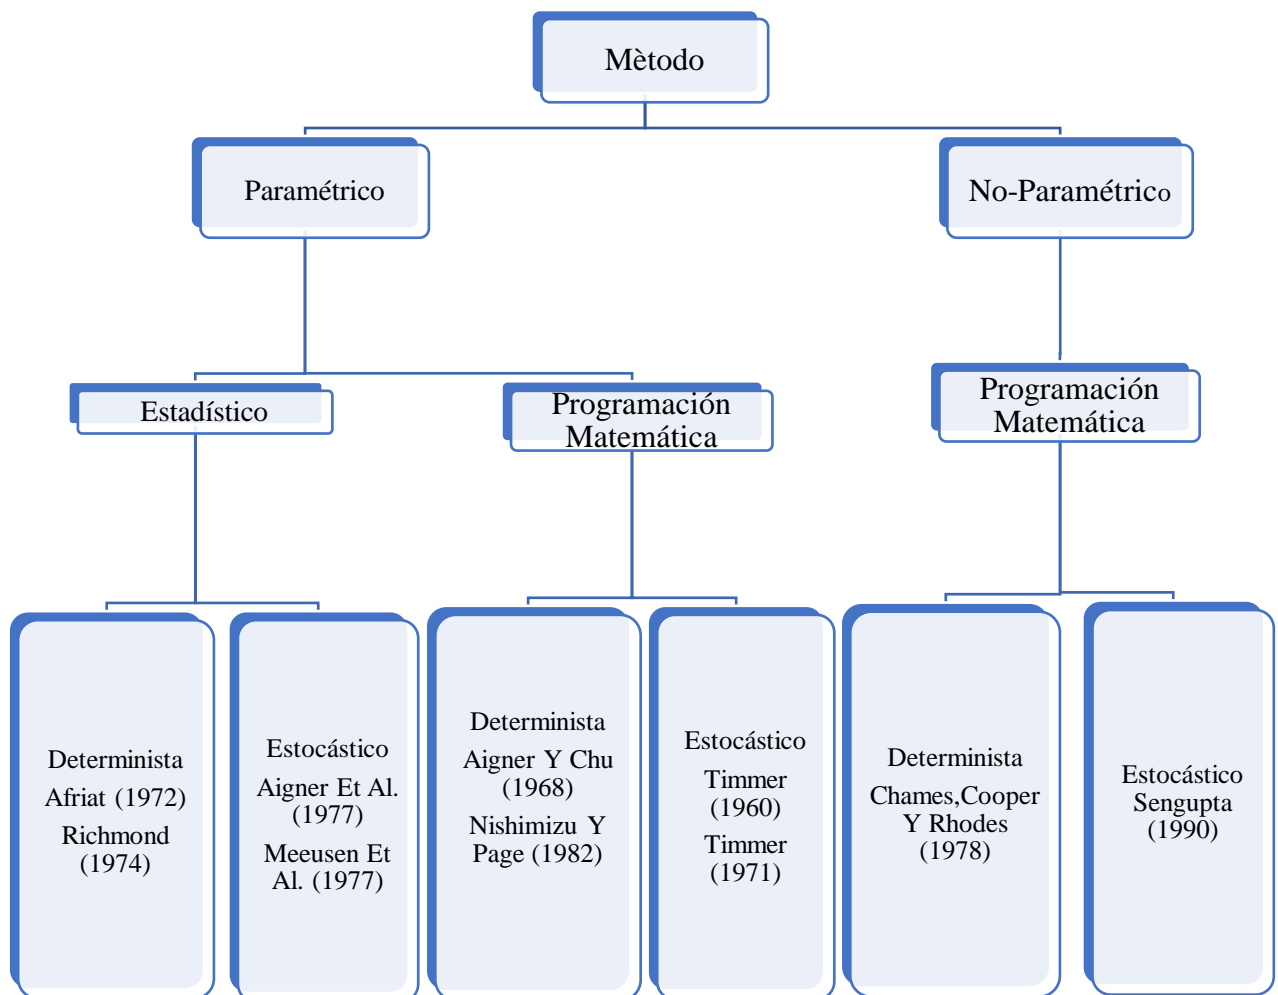 Mètodo
Paramétrico
No-Paramétrico
Estadístico
Programación
Matemática
Programación
Matemática
Determinista
Afriat (1972)
Richmond
(1974)
Estocástico
Aigner Et Al.
(1977)
Meeusen Et
Al. (1977)
Determinista
Aigner Y Chu
(1968)
Nishimizu Y
Page (1982)
Estocástico
Timmer
(1960)
Timmer
(1971)
Determinista
Chames,Cooper
Y Rhodes
(1978)
Estocástico
Sengupta
(1990)